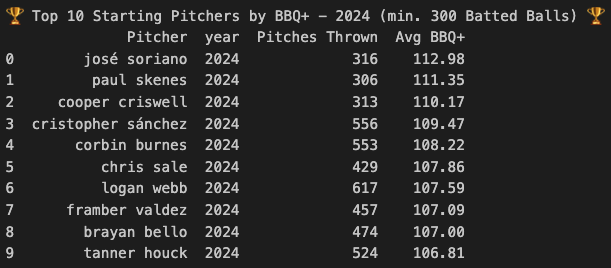 🏆 Top 10 Starting Pitchers by BBQ+ – 2024 (min. 300 Batted Balls) 🏆
Pitcher year Pitches Thrown Avg BBQ+
0 josé soriano 2024 316 112.98
1 paul skenes 2024 306 111.35
2 cooper criswell 2024 313 110.17
3 cristopher sánchez 2024 556 109.47
4 corbin burnes 2024 553 108.22
5 chris sale 2024 429 107.86
6 logan webb 2024 617 107.59
7 framber valdez 2024 457 107.09
8 brayan bello 2024 474 107.00
9 tanner houck 2024 524 106.81